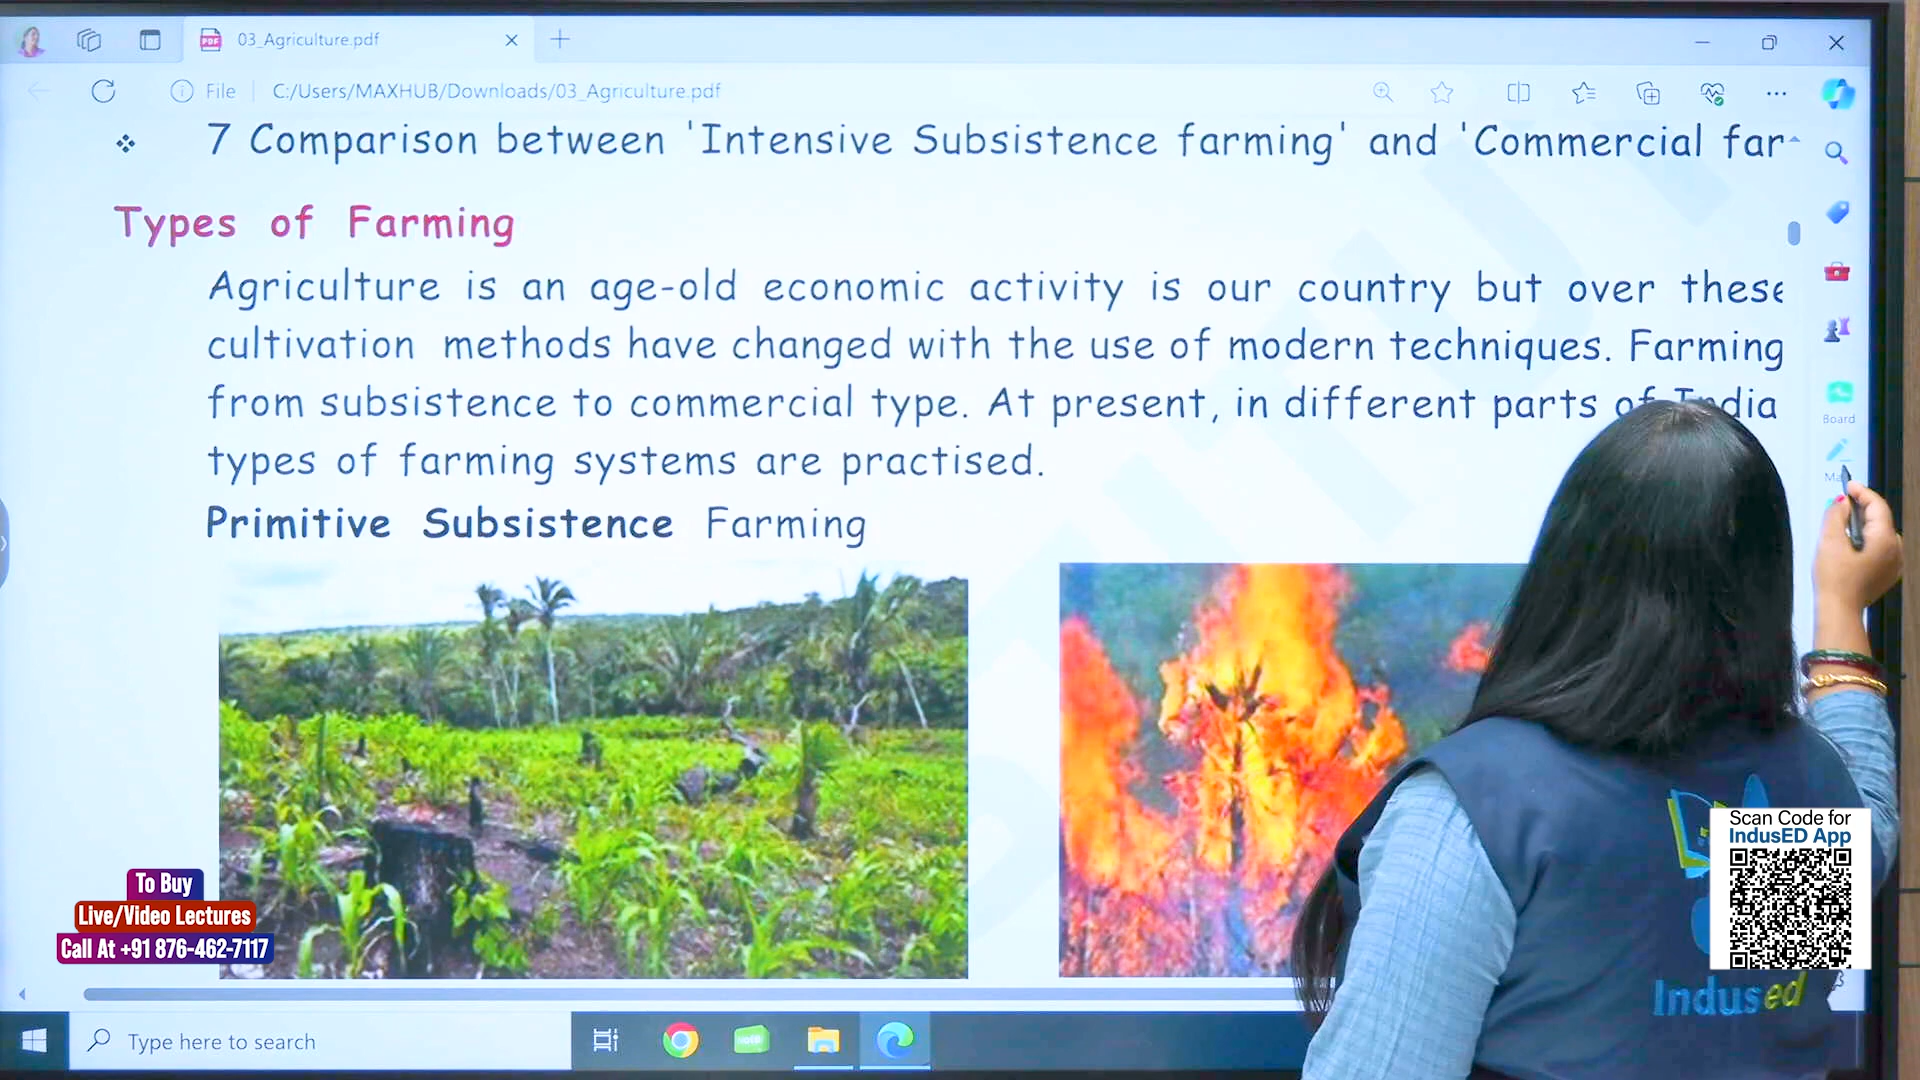 03_Agriculture.pdf
File C:/Users/MAXHUB/Downloads/03_Agriculture.pdf
7 Comparison between 'Intensive Subsistence farming' and 'Commercial far
Types of Farming
Agriculture is an age-old economic activity is our country but over these
cultivation methods have changed with the use of modern techniques. Farming
from subsistence to commercial type. At present, in different parts of India
types of farming systems are practised.
Primitive Subsistence Farming
Board
To Buy
Live/Video Lectures
Call At +91 876-462-7117
Scan Code for
IndusED App
Indused
Type here to search